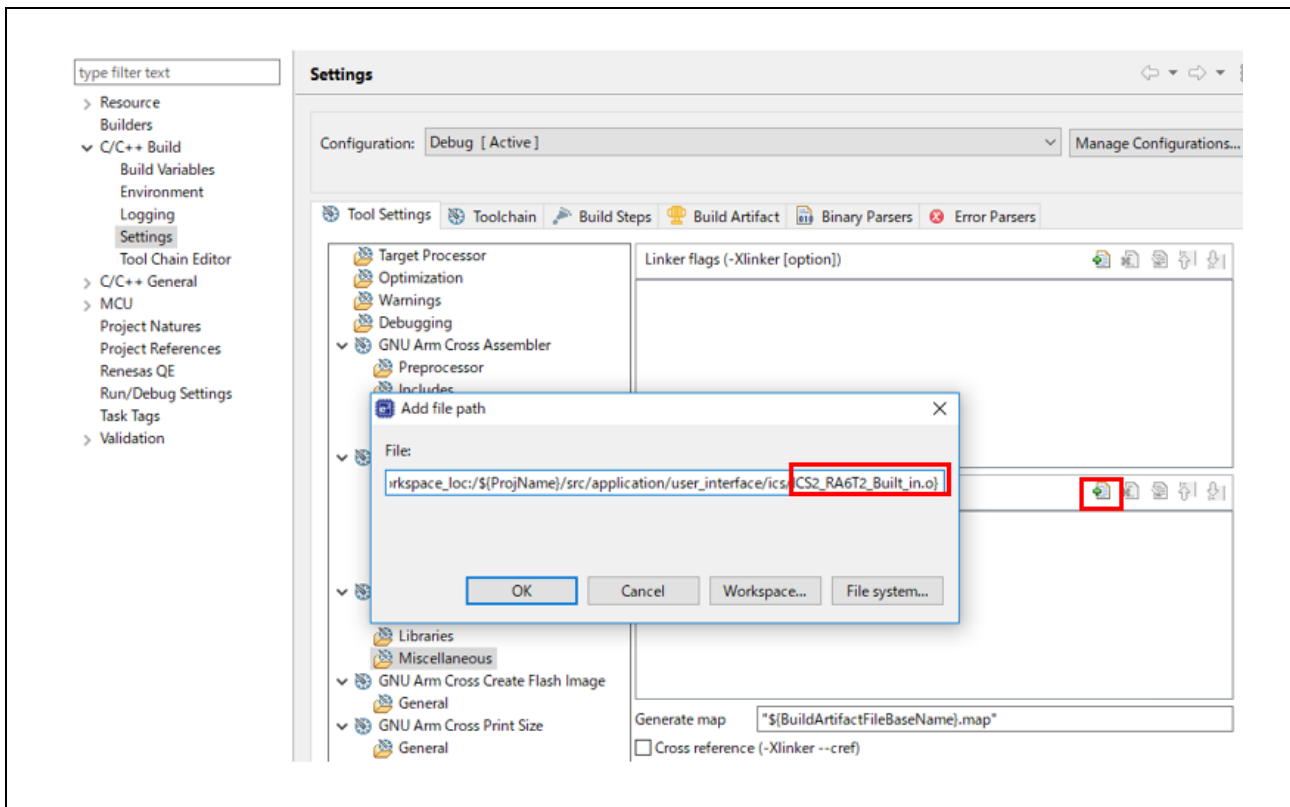 type filter text
Settings
Resource
Builders
C/C++ Build
Build Variables
Environment
Logging
Settings
Tool Chain Editor
C/C++ General
MCU
Project Natures
Project References
Renesas QE
Run/Debug Settings
Task Tags
Validation
Configuration: Debug [ Active ]
Manage Configurations...
Tool Settings Toolchain Build Steps Build Artifact Binary Parsers Error Parsers
Target Processor
Optimization
Warnings
Debugging
GNU Arm Cross Assembler
Preprocessor
Includes
Linker flags (-Xlinker [option])
Add file path
File:
rkspace_loc:/${ProjName}/src/application/user_interface/ics/ICS2_RA6T2_Built_in.o}
OK Cancel Workspace... File system...
Libraries
Miscellaneous
GNU Arm Cross Create Flash Image
General
GNU Arm Cross Print Size
General
Generate map "${BuildArtifactFileBaseName}.map"
Cross reference (-Xlinker --cref)